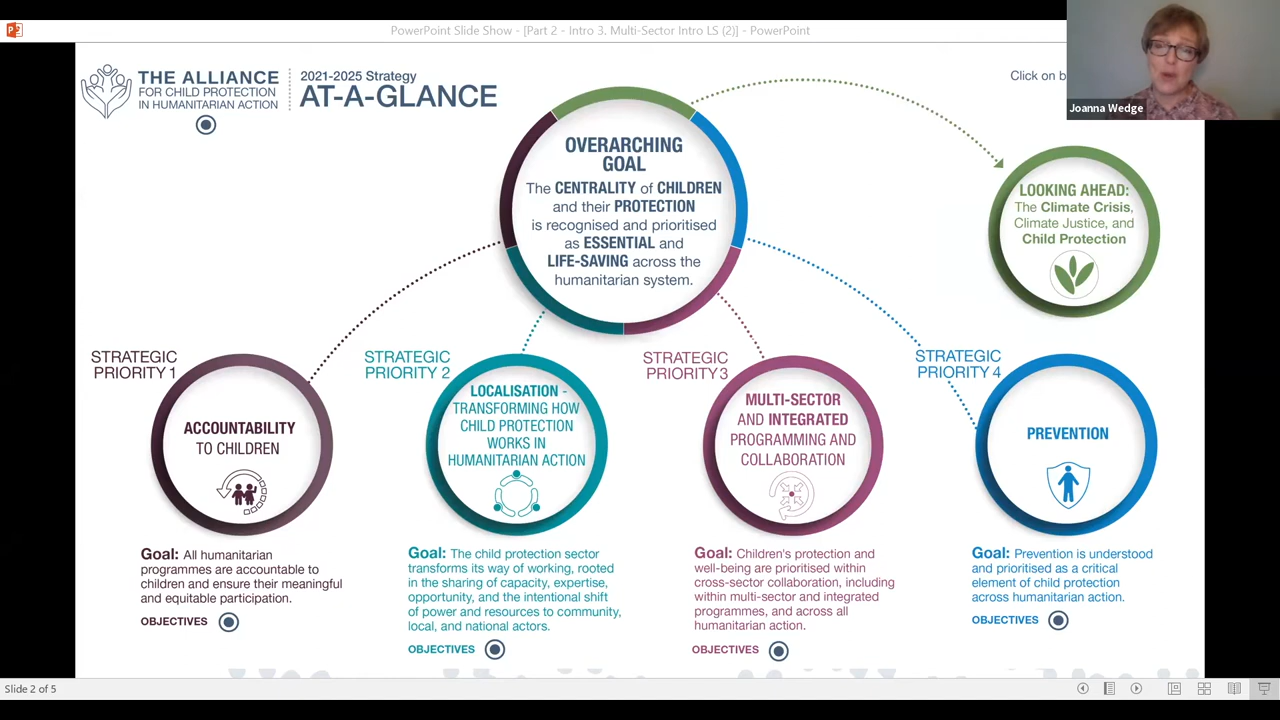 PowerPoint Slide Show - [Part 2 - Intro 3. Multi-Sector Intro LS (2)] - PowerPoint
THE ALLIANCE
FOR CHILD PROTECTION
IN HUMANITARIAN ACTION
2021-2025 Strategy
AT-A-GLANCE
Click on b
Joanna Wedge
OVERARCHING
GOAL
The CENTRALITY of CHILDREN
and their PROTECTION
is recognised and prioritised
as ESSENTIAL and
LIFE-SAVING across the
humanitarian system.
LOOKING AHEAD:
The Climate Crisis,
Climate Justice, and
Child Protection
STRATEGIC
PRIORITY 1
ACCOUNTABILITY
TO CHILDREN
Goal: All humanitarian
programmes are accountable to
children and ensure their meaningful
and equitable participation.
OBJECTIVES
STRATEGIC
PRIORITY 2
LOCALISATION -
TRANSFORMING HOW
CHILD PROTECTION
WORKS IN
HUMANITARIAN ACTION
Goal: The child protection sector
transforms its way of working, rooted
in the sharing of capacity, expertise,
opportunity, and the intentional shift
of power and resources to community,
local, and national actors.
OBJECTIVES
STRATEGIC
PRIORITY 3
MULTI-SECTOR
AND INTEGRATED
PROGRAMMING AND
COLLABORATION
Goal: Children's protection and
well-being are prioritised within
cross-sector collaboration, including
within multi-sector and integrated
programmes, and across all
humanitarian action.
OBJECTIVES
STRATEGIC
PRIORITY 4
PREVENTION
Goal: Prevention is understood
and prioritised as a critical
element of child protection
across humanitarian action.
OBJECTIVES
Slide 2 of 5